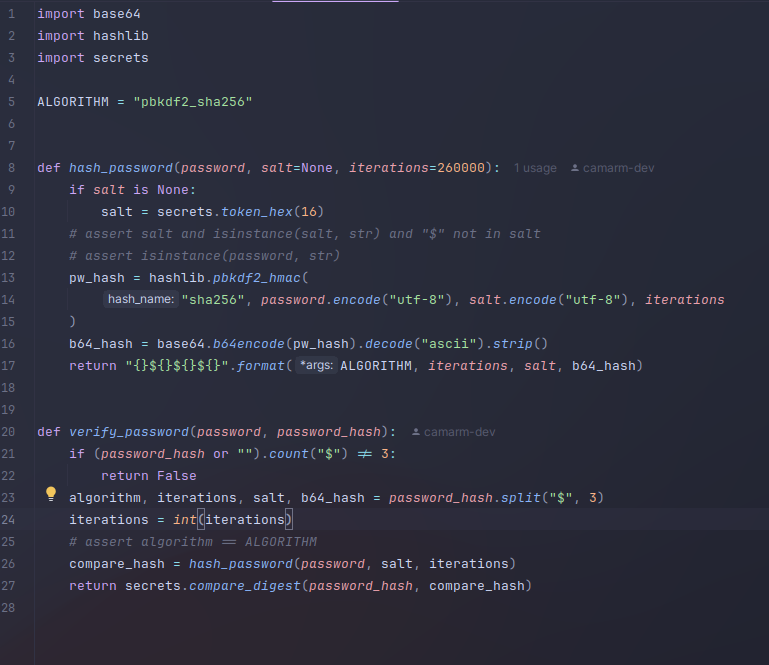 1 import base64
2 import hashlib
3 import secrets
4
5 ALGORITHM = "pbkdf2_sha256"
6
7
8 def hash_password(password, salt=None, iterations=260000): 1 usage camarm-dev
9     if salt is None:
10         salt = secrets.token_hex(16)
11     # assert salt and isinstance(salt, str) and "$" not in salt
12     # assert isinstance(password, str)
13     pw_hash = hashlib.pbkdf2_hmac(
14         hash_name: "sha256", password.encode("utf-8"), salt.encode("utf-8"), iterations
15     )
16     b64_hash = base64.b64encode(pw_hash).decode("ascii").strip()
17     return "{}${}${}${}".format( *args: ALGORITHM, iterations, salt, b64_hash)
18
19
20 def verify_password(password, password_hash): camarm-dev
21     if (password_hash or "").count("$") != 3:
22         return False
23     algorithm, iterations, salt, b64_hash = password_hash.split("$", 3)
24     iterations = int(iterations)
25     # assert algorithm == ALGORITHM
26     compare_hash = hash_password(password, salt, iterations)
27     return secrets.compare_digest(password_hash, compare_hash)
28